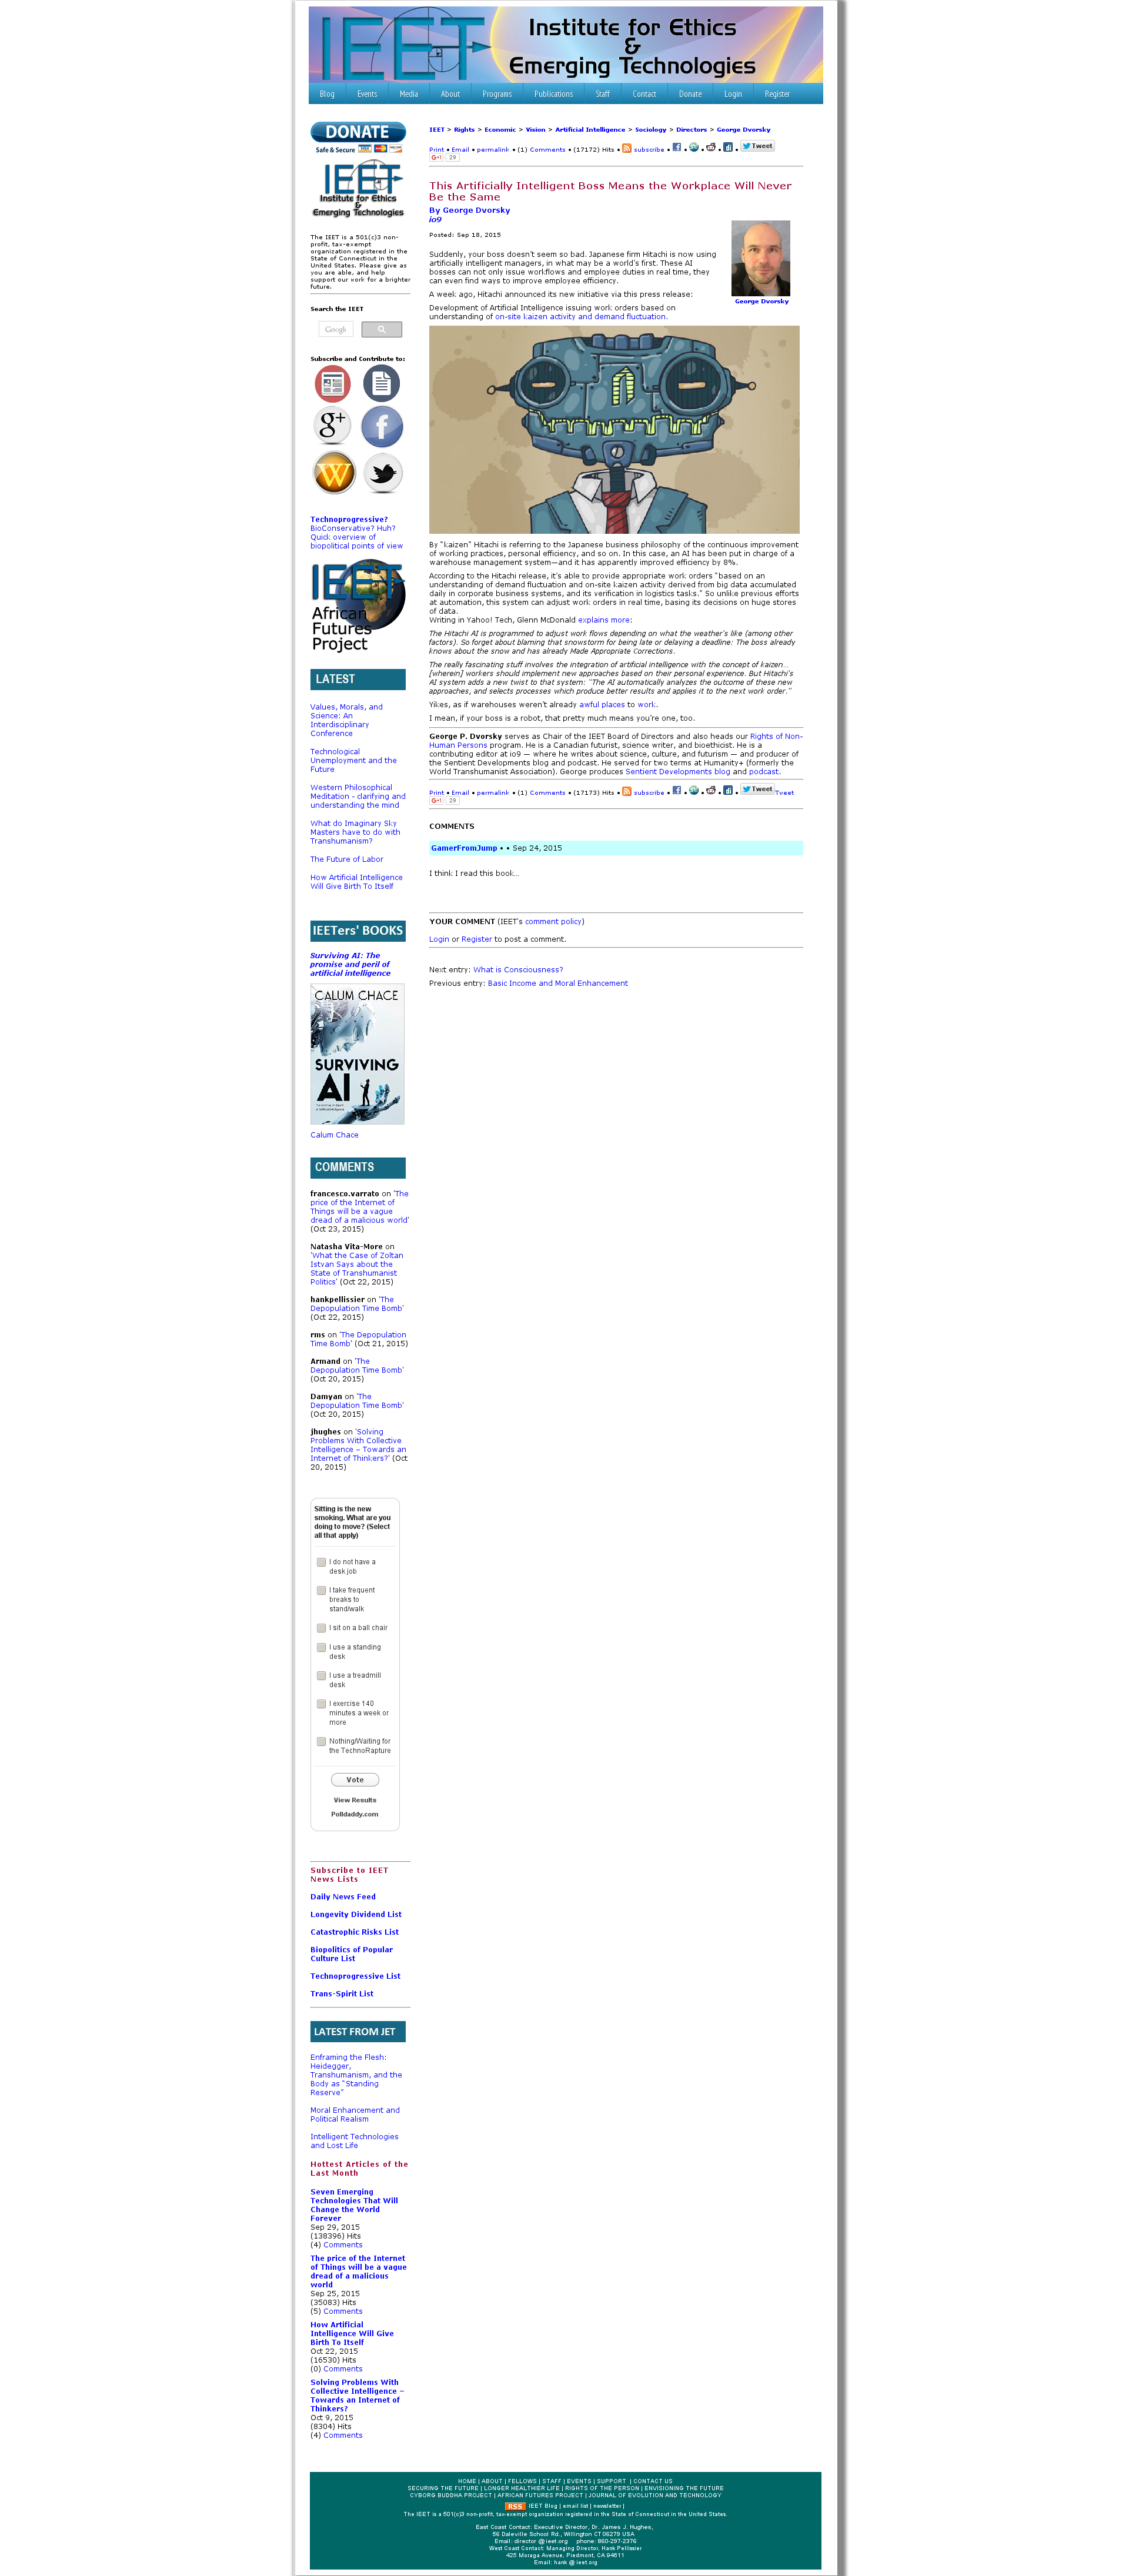 IEET
Institute for Ethics
&
Emerging Technologies
Blog Events Media About Programs Publications Staff Contact Donate Login Register
DONATE
Safe & Secure
IEET
Institute for Ethics
&
Emerging Technologies
The IEET is a 501(c)3 non-
profit, tax-exempt
organization registered in the
State of Connecticut in the
United States. Please give as
you are able, and help
support our work for a brighter
future.
Search the IEET
Google
Subscribe and Contribute to:
g+
f
W
Technoprogressive?
BioConservative? Huh?
Quick overview of
biopolitical points of view
IEET
African
Futures
Project
LATEST
Values, Morals, and
Science: An
Interdisciplinary
Conference
Technological
Unemployment and the
Future
Western Philosophical
Meditation - clarifying and
understanding the mind
What do Imaginary Sky
Masters have to do with
Transhumanism?
The Future of Labor
How Artificial Intelligence
Will Give Birth To Itself
IEETers' BOOKS
Surviving AI: The
promise and peril of
artificial intelligence
CALUM CHACE
SURVIVING
AI
Calum Chace
COMMENTS
francesco.varrato on 'The
price of the Internet of
Things will be a vague
dread of a malicious world'
(Oct 23, 2015)
Natasha Vita-More on
'What the Case of Zoltan
Istvan Says about the
State of Transhumanist
Politics' (Oct 22, 2015)
hankpellissier on 'The
Depopulation Time Bomb'
(Oct 22, 2015)
rms on 'The Depopulation
Time Bomb' (Oct 21, 2015)
Armand on 'The
Depopulation Time Bomb'
(Oct 20, 2015)
Damyan on 'The
Depopulation Time Bomb'
(Oct 20, 2015)
jhughes on 'Solving
Problems With Collective
Intelligence – Towards an
Internet of Thinkers?' (Oct
20, 2015)
Sitting is the new
smoking. What are you
doing to move? (Select
all that apply)
I do not have a
desk job
I take frequent
breaks to
stand/walk
I sit on a ball chair
I use a standing
desk
I use a treadmill
desk
I exercise 140
minutes a week or
more
Nothing/Waiting for
the TechnoRapture
Vote
View Results
Polldaddy.com
Subscribe to IEET
News Lists
Daily News Feed
Longevity Dividend List
Catastrophic Risks List
Biopolitics of Popular
Culture List
Technoprogressive List
Trans-Spirit List
LATEST FROM JET
Enframing the Flesh:
Heidegger,
Transhumanism, and the
Body as "Standing
Reserve"
Moral Enhancement and
Political Realism
Intelligent Technologies
and Lost Life
Hottest Articles of the
Last Month
Seven Emerging
Technologies That Will
Change the World
Forever
Sep 29, 2015
(138396) Hits
(4) Comments
The price of the Internet
of Things will be a vague
dread of a malicious
world
Sep 25, 2015
(35083) Hits
(5) Comments
How Artificial
Intelligence Will Give
Birth To Itself
Oct 22, 2015
(16530) Hits
(0) Comments
Solving Problems With
Collective Intelligence –
Towards an Internet of
Thinkers?
Oct 9, 2015
(8304) Hits
(4) Comments
IEET > Rights > Economic > Vision > Artificial Intelligence > Sociology > Directors > George Dvorsky
Print • Email • permalink • (1) Comments • (17172) Hits • subscribe • • • • • Tweet
G+1 29
This Artificially Intelligent Boss Means the Workplace Will Never
Be the Same
By George Dvorsky
io9
Posted: Sep 18, 2015
George Dvorsky
Suddenly, your boss doesn't seem so bad. Japanese firm Hitachi is now using
artificially intelligent managers, in what may be a world's first. These AI
bosses can not only issue workflows and employee duties in real time, they
can even find ways to improve employee efficiency.
A week ago, Hitachi announced its new initiative via this press release:
Development of Artificial Intelligence issuing work orders based on
understanding of on-site kaizen activity and demand fluctuation.
By "kaizen" Hitachi is referring to the Japanese business philosophy of the continuous improvement
of working practices, personal efficiency, and so on. In this case, an AI has been put in charge of a
warehouse management system—and it has apparently improved efficiency by 8%.
According to the Hitachi release, it's able to provide appropriate work orders "based on an
understanding of demand fluctuation and on-site kaizen activity derived from big data accumulated
daily in corporate business systems, and its verification in logistics tasks." So unlike previous efforts
at automation, this system can adjust work orders in real time, basing its decisions on huge stores
of data.
Writing in Yahoo! Tech, Glenn McDonald explains more:
The Hitachi AI is programmed to adjust work flows depending on what the weather's like (among other
factors). So forget about blaming that snowstorm for being late or delaying a deadline: The boss already
knows about the snow and has already Made Appropriate Corrections.
The really fascinating stuff involves the integration of artificial intelligence with the concept of kaizen...
[wherein] workers should implement new approaches based on their personal experience. But Hitachi's
AI system adds a new twist to that system: "The AI automatically analyzes the outcome of these new
approaches, and selects processes which produce better results and applies it to the next work order."
Yikes, as if warehouses weren't already awful places to work.
I mean, if your boss is a robot, that pretty much means you're one, too.
George P. Dvorsky serves as Chair of the IEET Board of Directors and also heads our Rights of Non-
Human Persons program. He is a Canadian futurist, science writer, and bioethicist. He is a
contributing editor at io9 — where he writes about science, culture, and futurism — and producer of
the Sentient Developments blog and podcast. He served for two terms at Humanity+ (formerly the
World Transhumanist Association). George produces Sentient Developments blog and podcast.
Print • Email • permalink • (1) Comments • (17173) Hits • subscribe • • • • • Tweet Tweet
G+1 29
COMMENTS
GamerFromJump • • Sep 24, 2015
I think I read this book...
YOUR COMMENT (IEET's comment policy)
Login or Register to post a comment.
Next entry: What is Consciousness?
Previous entry: Basic Income and Moral Enhancement
HOME | ABOUT | FELLOWS | STAFF | EVENTS | SUPPORT | CONTACT US
SECURING THE FUTURE | LONGER HEALTHIER LIFE | RIGHTS OF THE PERSON | ENVISIONING THE FUTURE
CYBORG BUDDHA PROJECT | AFRICAN FUTURES PROJECT | JOURNAL OF EVOLUTION AND TECHNOLOGY
RSS IEET Blog | email list | newsletter |
The IEET is a 501(c)3 non-profit, tax-exempt organization registered in the State of Connecticut in the United States.
East Coast Contact: Executive Director, Dr. James J. Hughes,
56 Daleville School Rd., Willington CT 06279 USA
Email: director @ ieet.org phone: 860-297-2376
West Coast Contact: Managing Director, Hank Pellissier
425 Moraga Avenue, Piedmont, CA 94611
Email: hank @ ieet.org